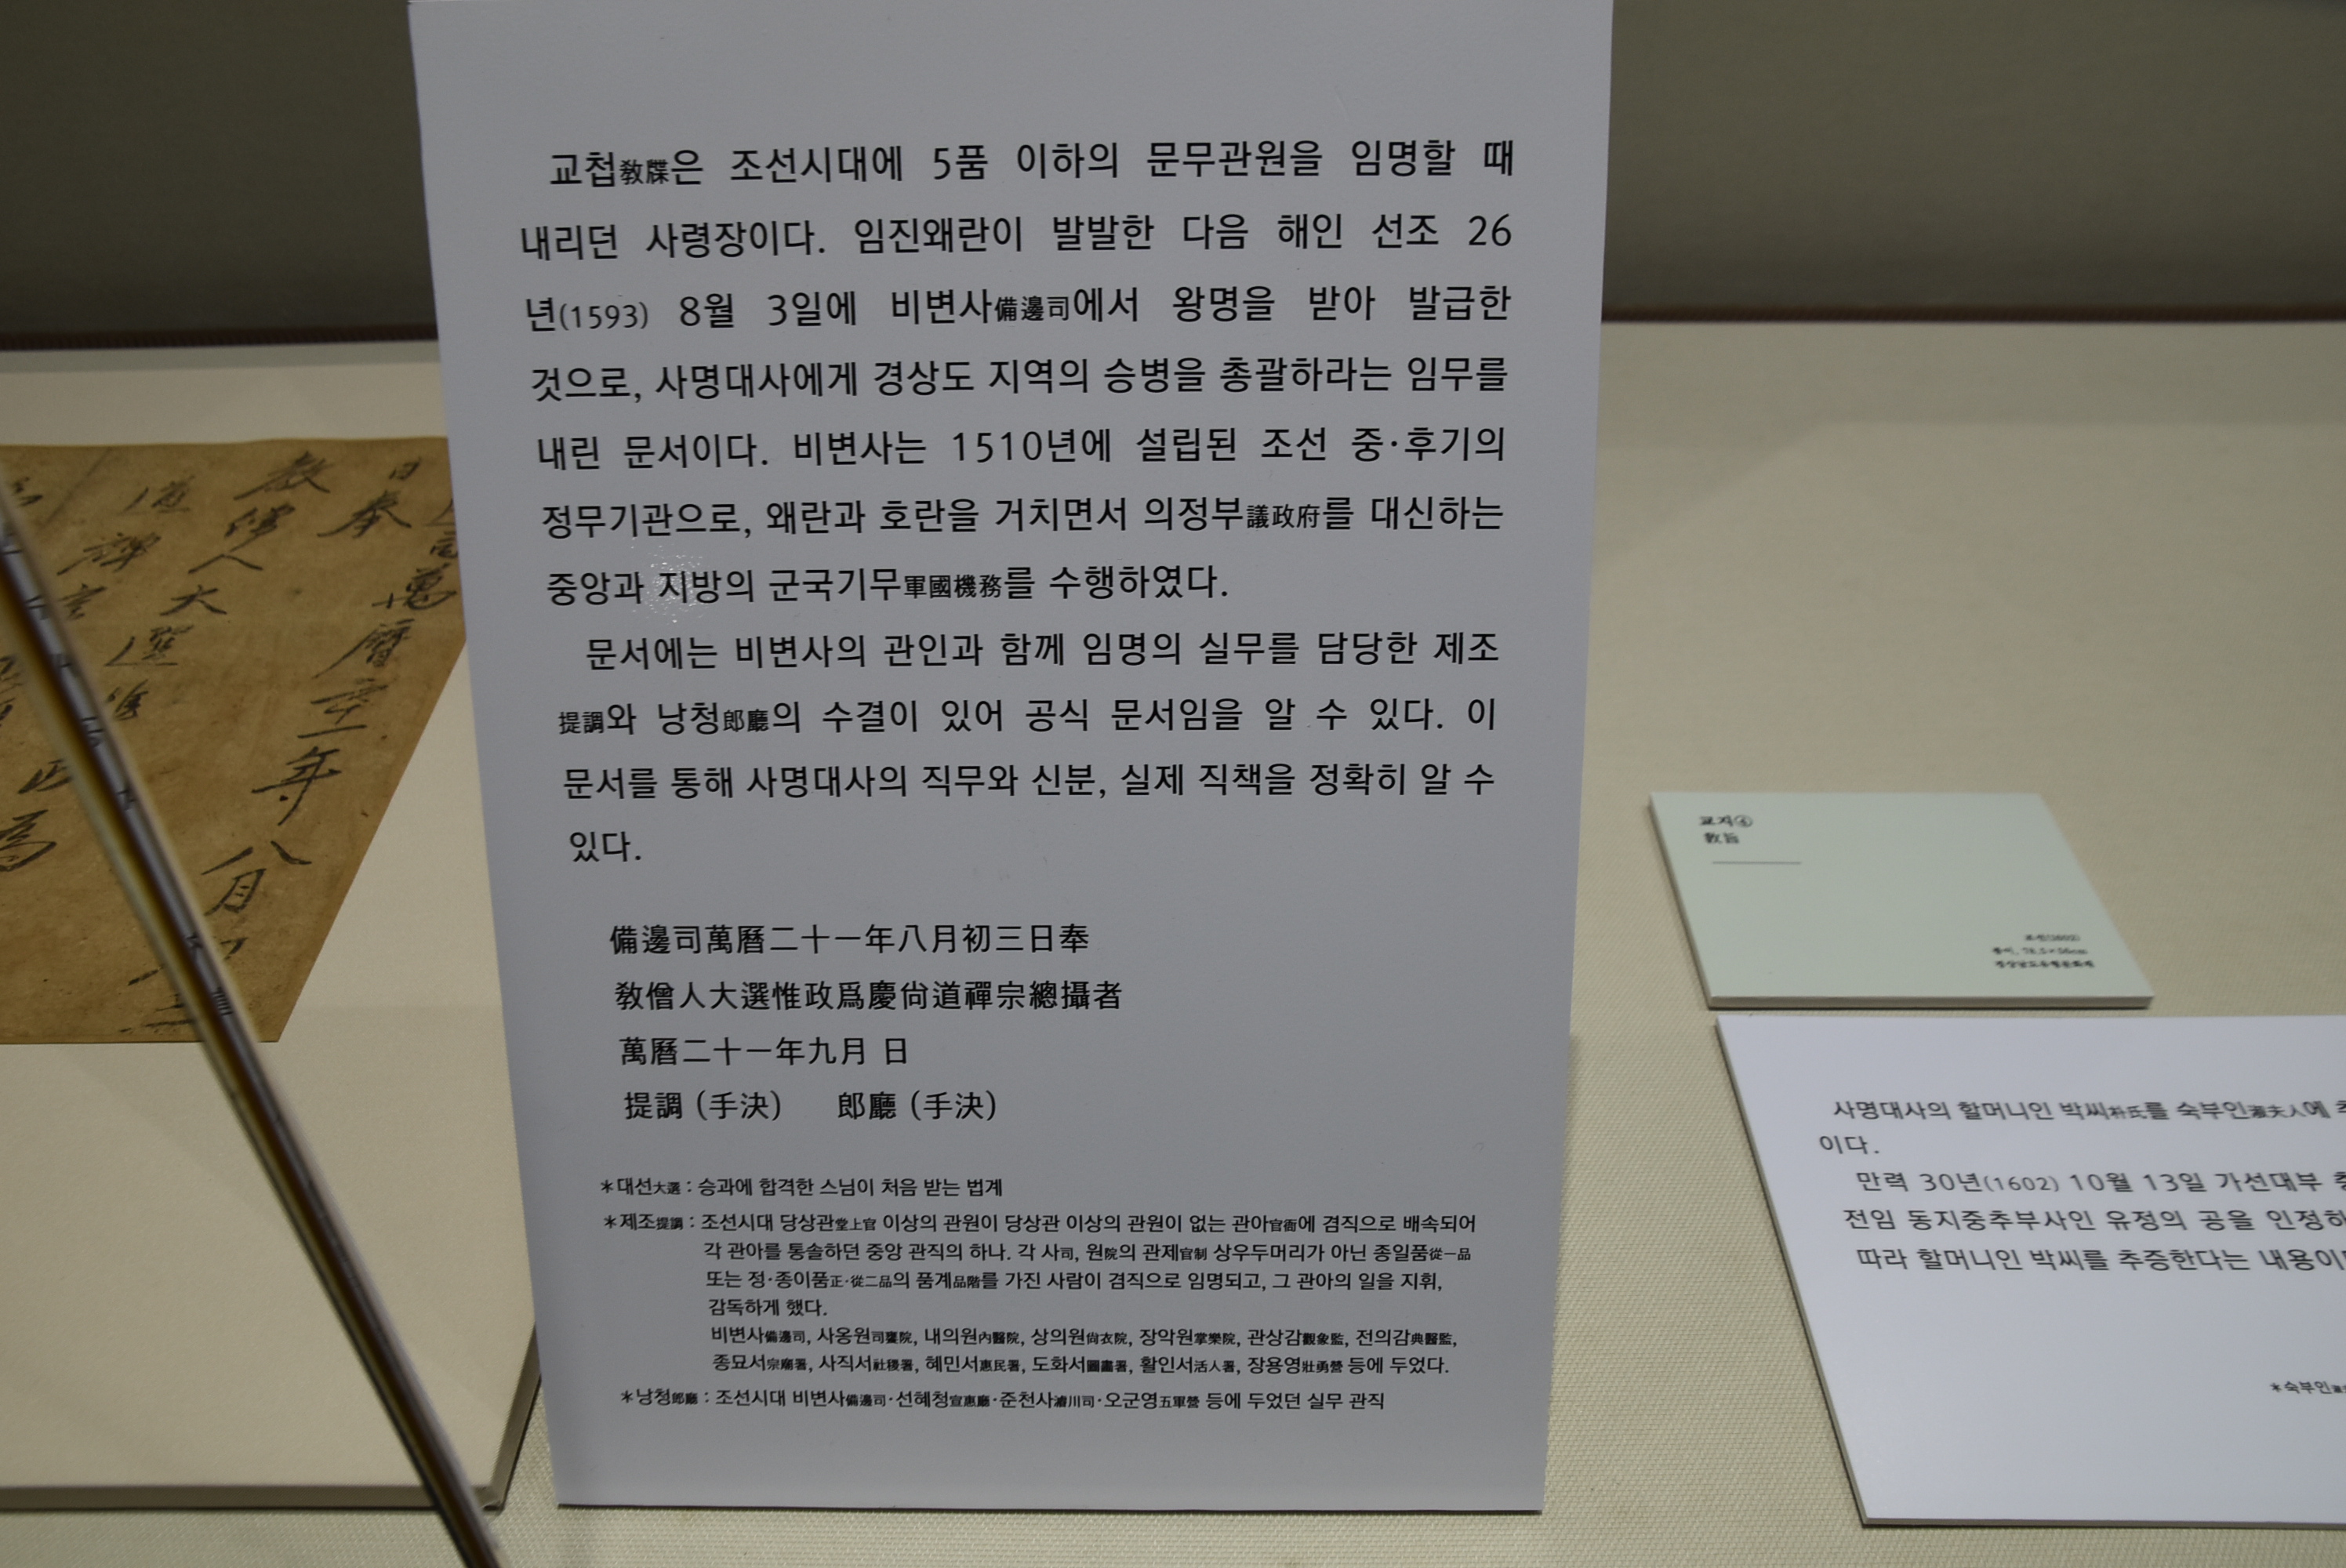 교첩敎牒은 조선시대에 5품 이하의 문무관원을 임명할 때
내리던 사령장이다. 임진왜란이 발발한 다음 해인 선조 26
년(1593) 8월 3일에 비변사備邊司에서 왕명을 받아 발급한
것으로, 사명대사에게 경상도 지역의 승병을 총괄하라는 임무를
내린 문서이다. 비변사는 1510년에 설립된 조선 중·후기의
정무기관으로, 왜란과 호란을 거치면서 의정부議政府를 대신하는
중앙과 지방의 군국기무軍國機務를 수행하였다.
문서에는 비변사의 관인과 함께 임명의 실무를 담당한 제조
提調와 낭청郎廳의 수결이 있어 공식 문서임을 알 수 있다. 이
문서를 통해 사명대사의 직무와 신분, 실제 직책을 정확히 알 수
있다.
備邊司萬曆二十一年八月初三日奉
敎僧人大選惟政爲慶尙道禪宗總攝者
萬曆二十一年九月 日
提調 (手決) 郎廳 (手決)
*대선大選 : 승과에 합격한 스님이 처음 받는 법계
*제조提調 : 조선시대 당상관堂上官 이상의 관원이 당상관 이상의 관원이 없는 관아官衙에 겸직으로 배속되어
각 관아를 통솔하던 중앙 관직의 하나. 각 사司, 원院의 관제官制 상우두머리가 아닌 종일품從一品
또는 정·종이품正·從二品의 품계品階를 가진 사람이 겸직으로 임명되고, 그 관아의 일을 지휘,
감독하게 했다.
비변사備邊司, 사옹원司饔院, 내의원內醫院, 상의원尙衣院, 장악원掌樂院, 관상감觀象監, 전의감典醫監,
종묘서宗廟署, 사직서社稷署, 혜민서惠民署, 도화서圖畫署, 활인서活人署, 장용영壯勇營 등에 두었다.
*낭청郎廳 : 조선시대 비변사備邊司·선혜청宣惠廳·준천사濬川司·오군영五軍營 등에 두었던 실무 관직
日奉
敎僧人大選
萬曆
年八月
교지④
敎旨
조선(1602)
사명대사의 할머니인 박씨朴氏를 숙부인淑夫人에
이다.
만력 30년(1602) 10월 13일 가선대부
전임 동지중추부사인 유정의 공을 인정하
따라 할머니인 박씨를 추증한다는 내용이
*숙부인